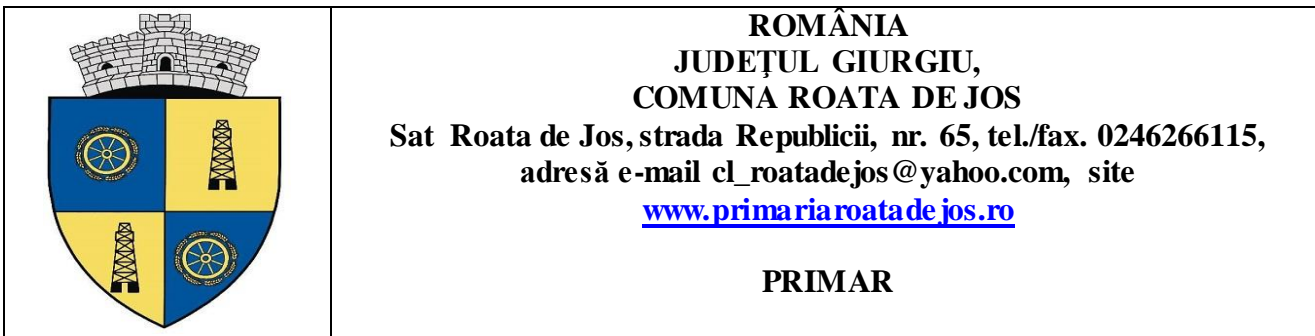 ROMÂNIA
JUDEŢUL GIURGIU,
COMUNA ROATA DE JOS
Sat Roata de Jos, strada Republicii, nr. 65, tel./fax. 0246266115,
adresă e-mail cl_roatadejos@yahoo.com, site
www.primariaroatadejos.ro
PRIMAR